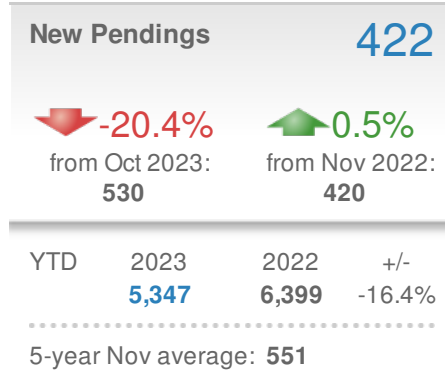 New Pendings 422
-20.4% 0.5%
from Oct 2023: from Nov 2022:
530 420
YTD 2023 2022 +/-
5,347 6,399 -16.4%
5-year Nov average: 551